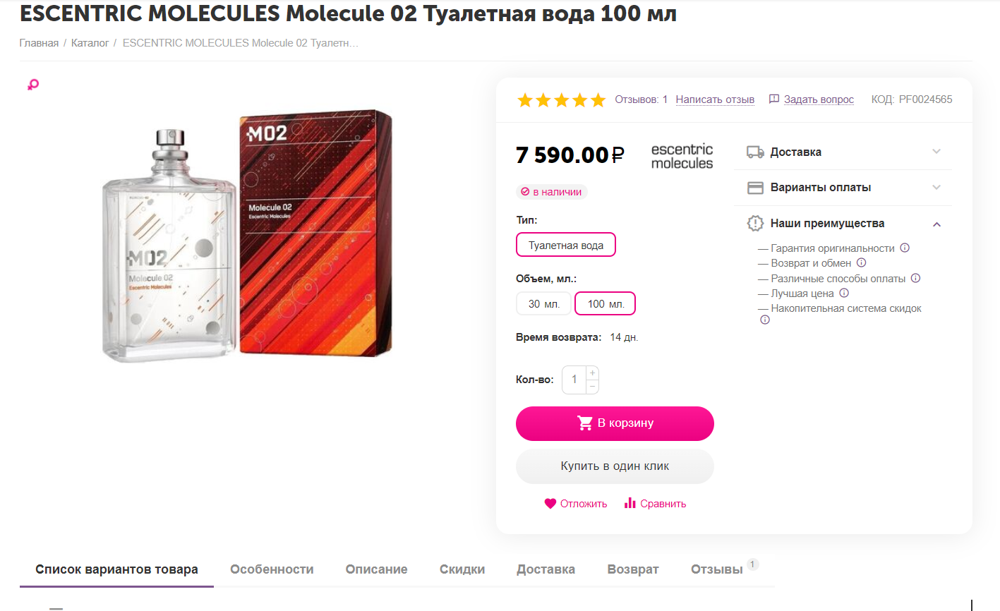 ESCENTRIC MOLECULES Molecule 02 Туалетная вода 100 мл
Главная / Каталог / ESCENTRIC MOLECULES Molecule 02 Туалетн…
M02
Molecule 02
Escentric Molecules
M02
Molecule 02
Escentric Molecules
Отзывов: 1 Написать отзыв Задать вопрос КОД: PF0024565
7 590.00 ₽
escentric
molecules
в наличии
Тип:
Туалетная вода
Объем, мл.:
30 мл. 100 мл.
Время возврата: 14 дн.
Кол-во: 1 + −
В корзину
Купить в один клик
Отложить Сравнить
Доставка
Варианты оплаты
Наши преимущества
— Гарантия оригинальности
— Возврат и обмен
— Различные способы оплаты
— Лучшая цена
— Накопительная система скидок
Список вариантов товара Особенности Описание Скидки Доставка Возврат Отзывы 1